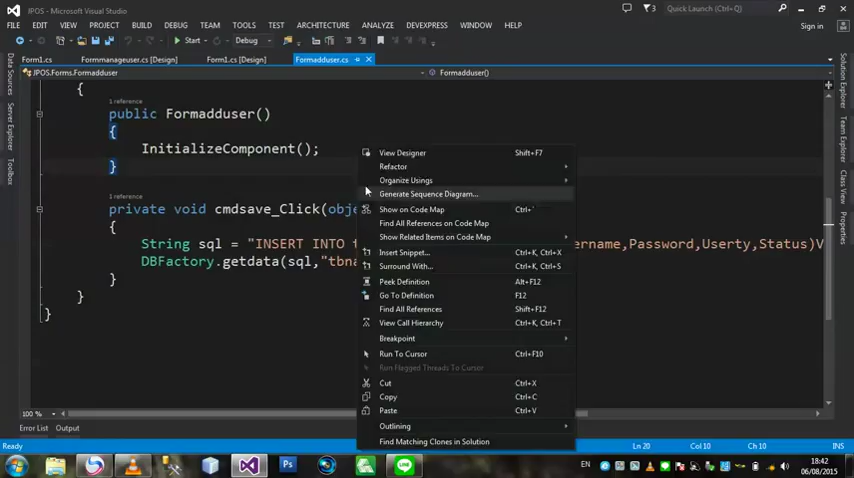 JPOS - Microsoft Visual Studio
3
Quick Launch (Ctrl+Q)
FILE EDIT VIEW PROJECT BUILD DEBUG TEAM TOOLS TEST ARCHITECTURE ANALYZE DEVEXPRESS WINDOW HELP
Sign in
Start Debug
Form1.cs Formmanageuser.cs [Design] Form1.cs [Design] Formadduser.cs
JPOS.Forms.Formadduser Formadduser()
Data Sources
Server Explorer
Toolbox
Solution Explorer
Team Explorer
Class View
Properties
{
1 reference
public Formadduser()
{
InitializeComponent();
}
1 reference
private void cmdsave_Click(obje
{
String sql = "INSERT INTO t ername,Password,Userty,Status)V
DBFactory.getdata(sql,"tbna
}
}
}
View Designer Shift+F7
Refactor
Organize Usings
Generate Sequence Diagram...
Show on Code Map Ctrl+`
Find All References on Code Map
Show Related Items on Code Map
Insert Snippet... Ctrl+K, Ctrl+X
Surround With... Ctrl+K, Ctrl+S
Peek Definition Alt+F12
Go To Definition F12
Find All References Shift+F12
View Call Hierarchy Ctrl+K, Ctrl+T
Breakpoint
Run To Cursor Ctrl+F10
Run Flagged Threads To Cursor
Cut Ctrl+X
Copy Ctrl+C
Paste Ctrl+V
Outlining
Find Matching Clones in Solution
100 %
Error List Output
Ready Ln 20 Col 10 Ch 10 INS
Ps LINE EN 18:42
06/08/2015